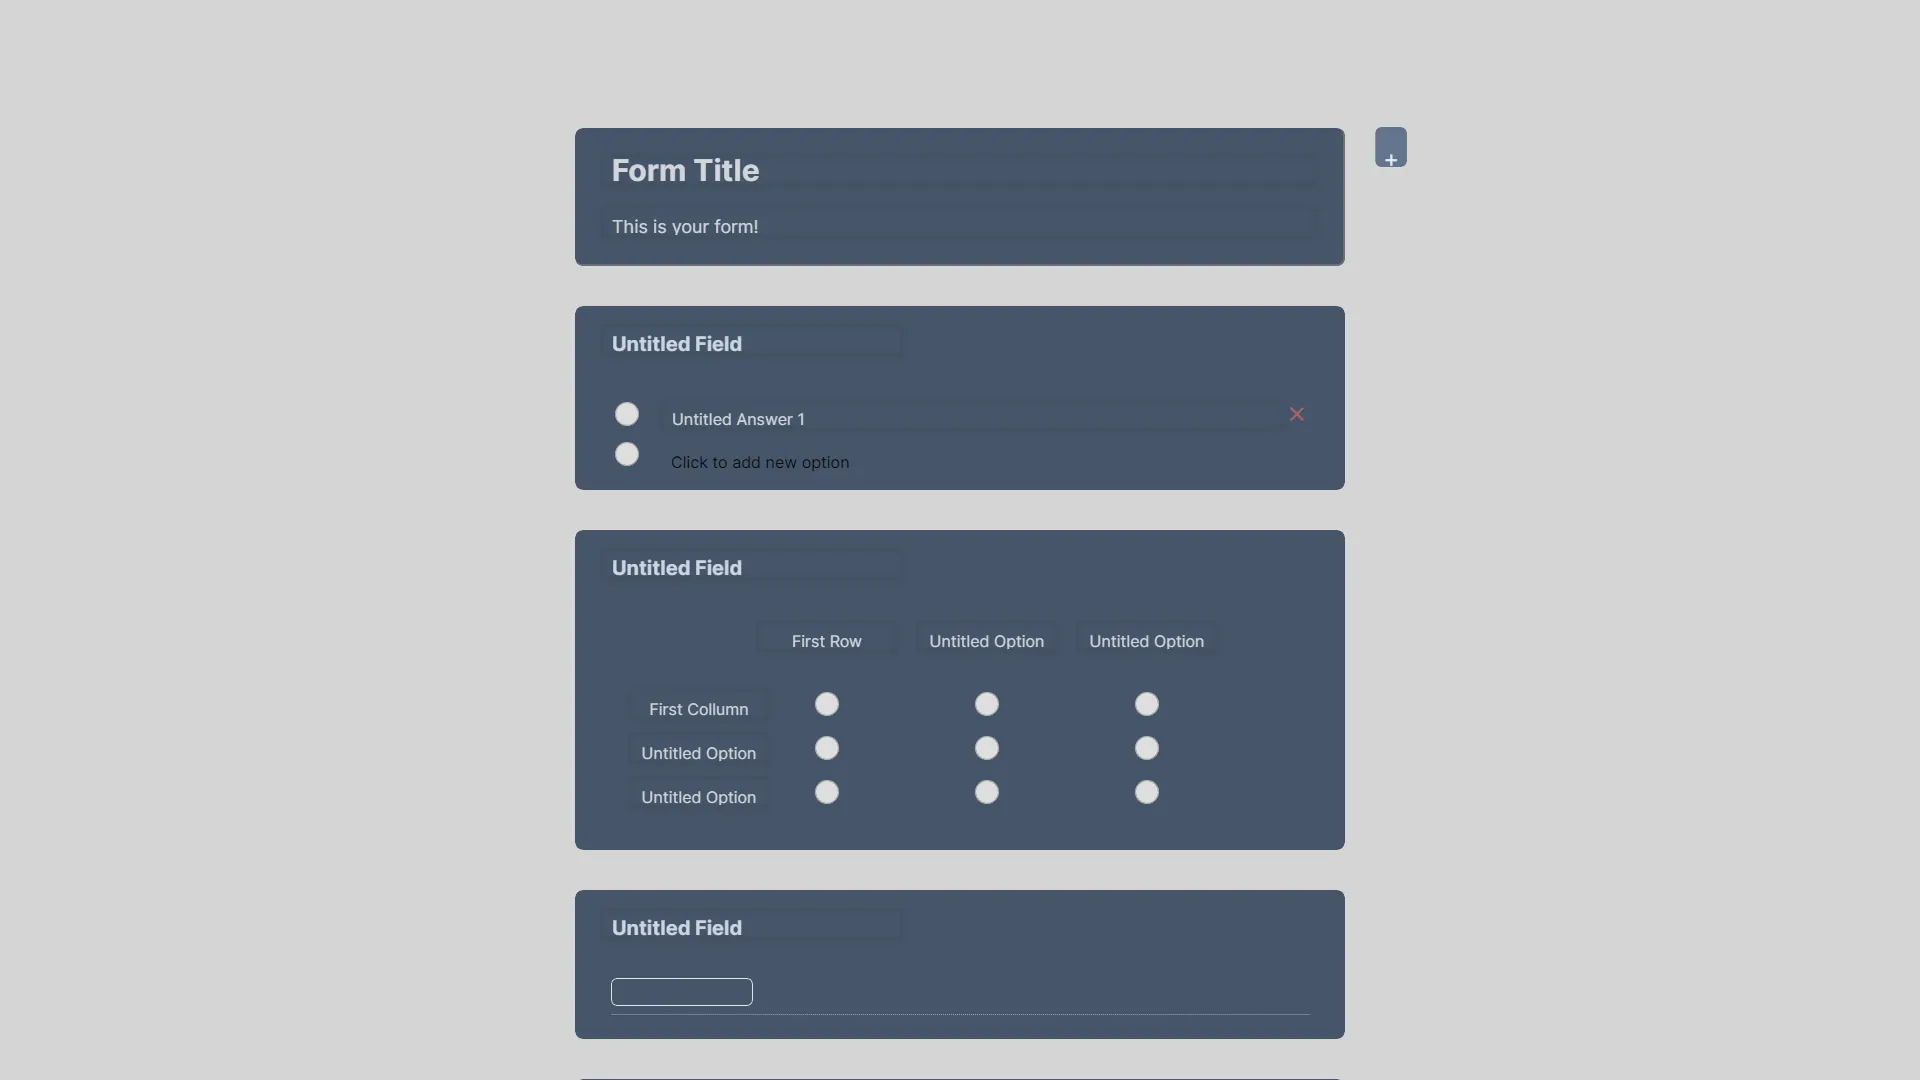 Form Title
+
This is your form!
Untitled Field
Untitled Answer 1
Click to add new option
Untitled Field
First Row Untitled Option Untitled Option
First Collumn
Untitled Option
Untitled Option
Untitled Field